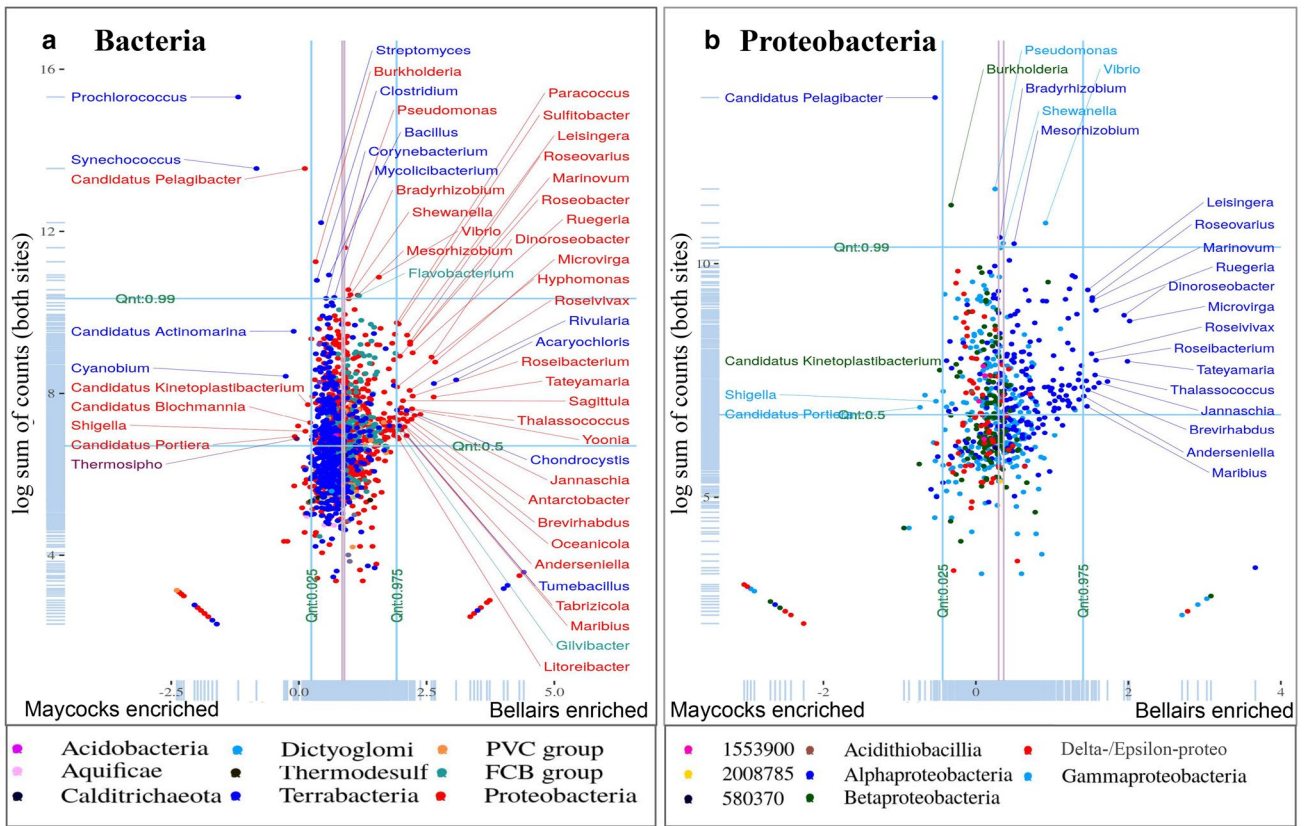 a Bacteria
log sum of counts (both sites)
16
12
8
4
Prochlorococcus
Synechococcus
Candidatus Pelagibacter
Qnt:0.99
Candidatus Actinomarina
Cyanobium
Candidatus Kinetoplastibacterium
Candidatus Blochmannia
Shigella
Candidatus Portiera
Thermosipho
Streptomyces
Burkholderia
Clostridium
Pseudomonas
Bacillus
Corynebacterium
Mycolicibacterium
Bradyrhizobium
Shewanella
Vibrio
Mesorhizobium
Flavobacterium
Paracoccus
Sulfitobacter
Leisingera
Roseovarius
Marinovum
Roseobacter
Ruegeria
Dinoroseobacter
Microvirga
Hyphomonas
Roseivivax
Rivularia
Acaryochloris
Roseibacterium
Tateyamaria
Sagittula
Thalassococcus
Yoonia
Qnt:0.5
Chondrocystis
Jannaschia
Antarctobacter
Brevirhabdus
Oceanicola
Anderseniella
Tumebacillus
Tabrizicola
Maribius
Gilvibacter
Litoreibacter
Qnt:0.025
Qnt:0.975
-2.5 0.0 2.5 5.0
Maycocks enriched Bellairs enriched
Acidobacteria Dictyoglomi PVC group
Aquificae Thermodesulf FCB group
Calditrichaeota Terrabacteria Proteobacteria
b Proteobacteria
log sum of counts (both sites)
10
5
Candidatus Pelagibacter
Qnt:0.99
Candidatus Kinetoplastibacterium
Shigella
Candidatus Portiera
Qnt:0.5
Pseudomonas
Burkholderia
Vibrio
Bradyrhizobium
Shewanella
Mesorhizobium
Leisingera
Roseovarius
Marinovum
Ruegeria
Dinoroseobacter
Microvirga
Roseivivax
Roseibacterium
Tateyamaria
Thalassococcus
Jannaschia
Brevirhabdus
Anderseniella
Maribius
Qnt:0.025
Qnt:0.975
-2 0 2 4
Maycocks enriched Bellairs enriched
1553900 Acidithiobacillia Delta-/Epsilon-proteo
2008785 Alphaproteobacteria Gammaproteobacteria
580370 Betaproteobacteria